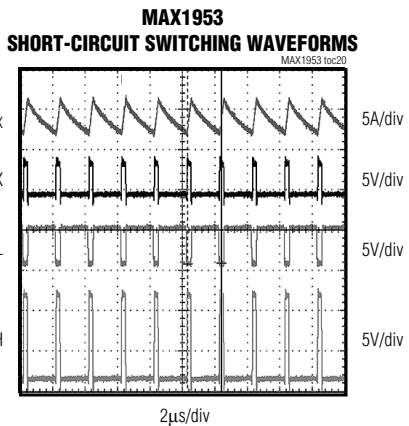 MAX1953
SHORT-CIRCUIT SWITCHING WAVEFORMS
MAX1953 toc20
5A/div
5V/div
5V/div
5V/div
2μs/div